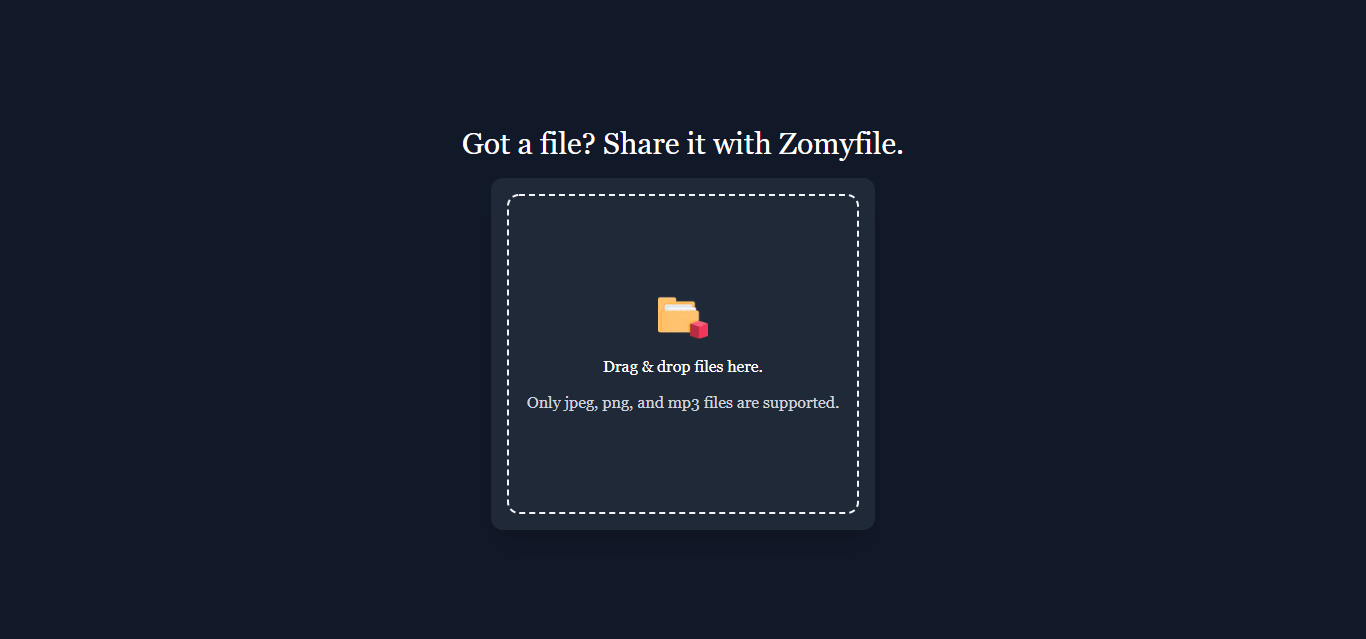 Got a file? Share it with Zomyfile.
Drag & drop files here.
Only jpeg, png, and mp3 files are supported.